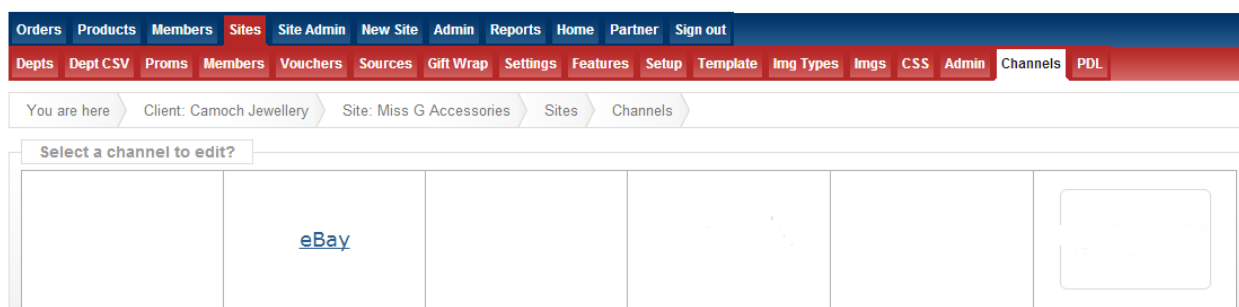 Orders Products Members Sites Site Admin New Site Admin Reports Home Partner Sign out
Depts Dept CSV Proms Members Vouchers Sources Gift Wrap Settings Features Setup Template Img Types Imgs CSS Admin Channels PDL
You are here Client: Camoch Jewellery Site: Miss G Accessories Sites Channels
Select a channel to edit?
eBay